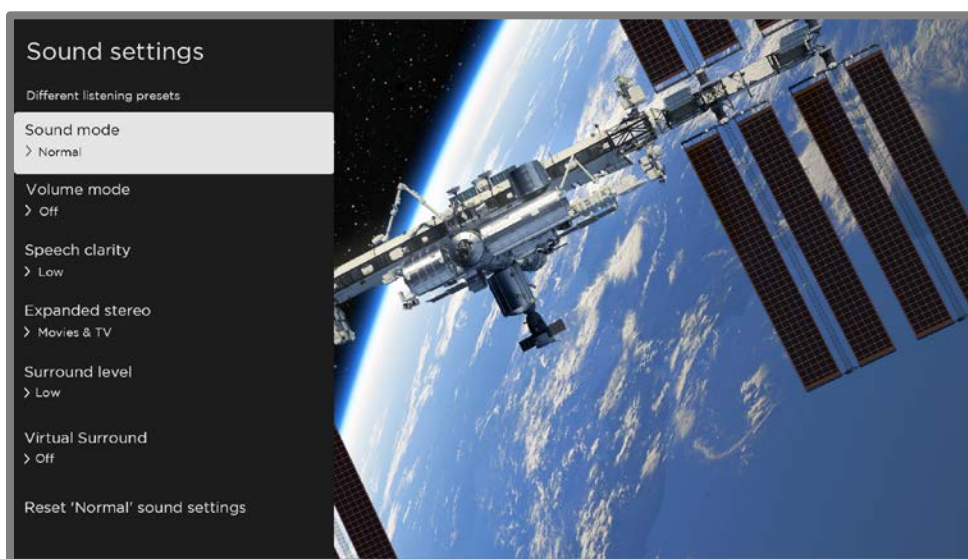 Sound settings
Different listening presets
Sound mode
> Normal
Volume mode
> Off
Speech clarity
> Low
Expanded stereo
> Movies & TV
Surround level
> Low
Virtual Surround
> Off
Reset 'Normal' sound settings